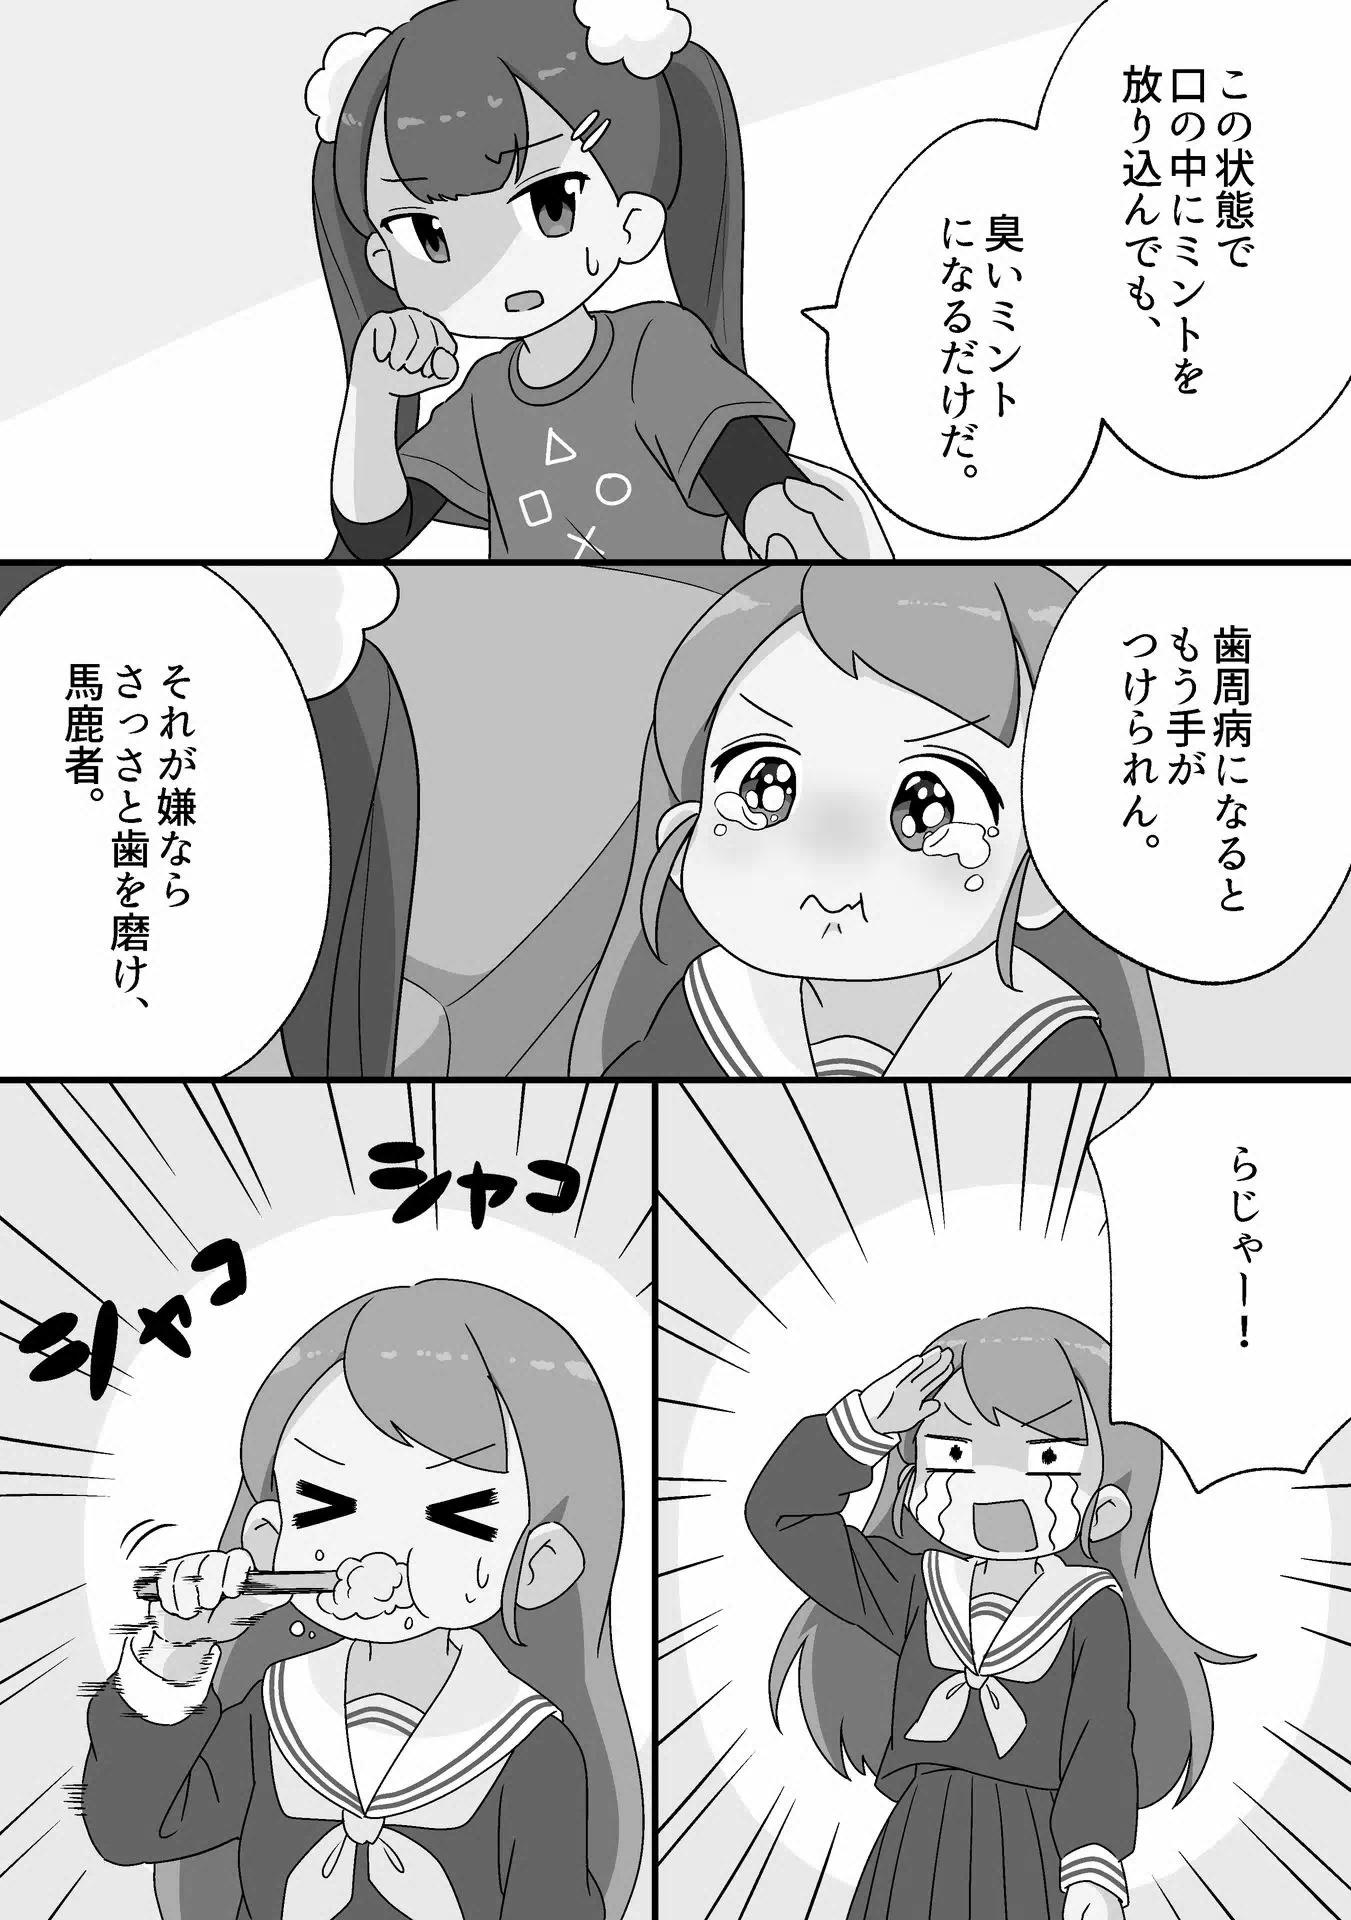 この状態で
口の中にミントを
放り込んでも、
臭いミント
になるだけだ。
歯周病になると
もう手が
つけられん。
それが嫌なら
さっさと歯を磨け、
馬鹿者。
らじゃー！
シャコ
シャコ